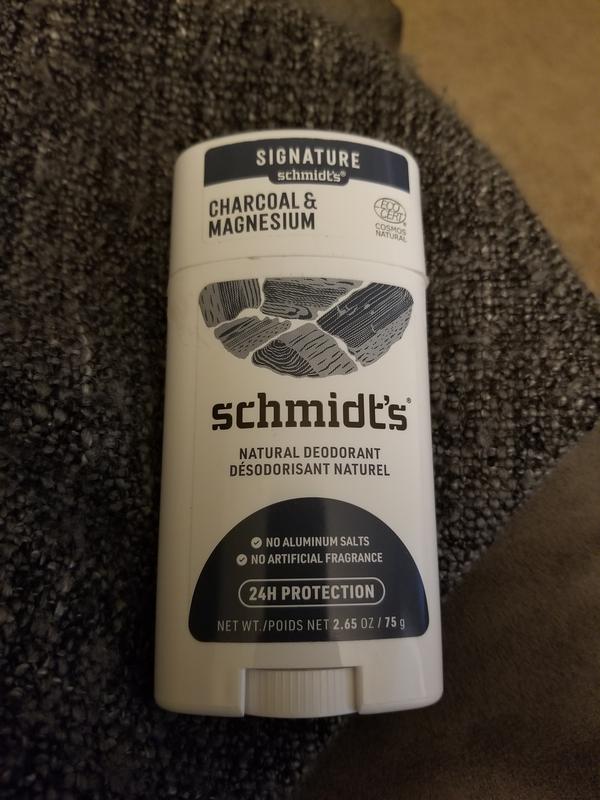 SIGNATURE
schmidt's®
CHARCOAL &
MAGNESIUM
ECO
CERT®
COSMOS
NATURAL
schmidt's®
NATURAL DEODORANT
DÉSODORISANT NATUREL
NO ALUMINUM SALTS
NO ARTIFICIAL FRAGRANCE
24H PROTECTION
NET WT./POIDS NET 2.65 OZ / 75 g